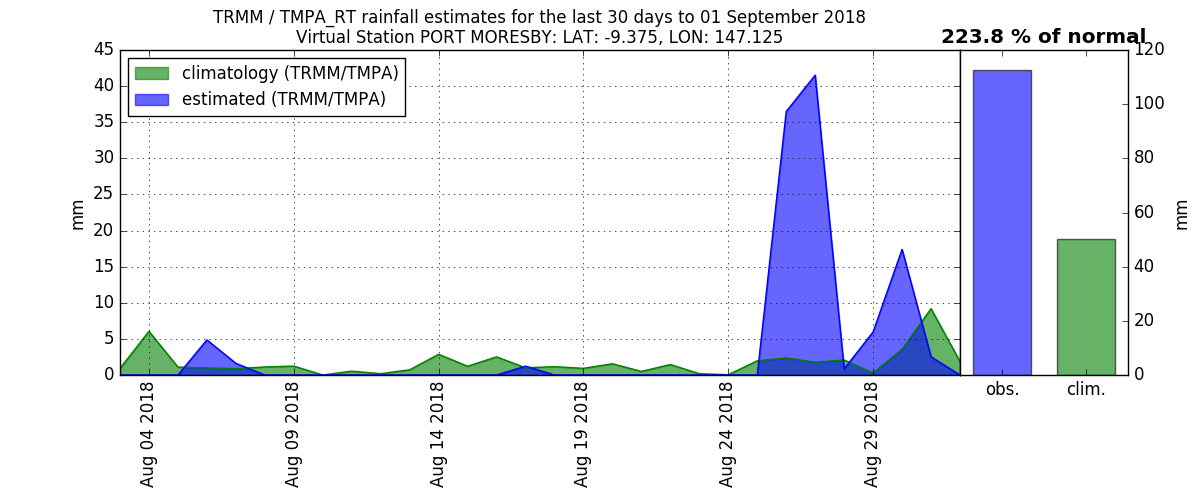 TRMM / TMPA_RT rainfall estimates for the last 30 days to 01 September 2018
Virtual Station PORT MORESBY: LAT: -9.375, LON: 147.125
223.8 % of normal
climatology (TRMM/TMPA)
estimated (TRMM/TMPA)
45
40
35
30
25
20
15
10
5
0
mm
Aug 04 2018
Aug 09 2018
Aug 14 2018
Aug 19 2018
Aug 24 2018
Aug 29 2018
obs.
clim.
120
100
80
60
40
20
0
mm